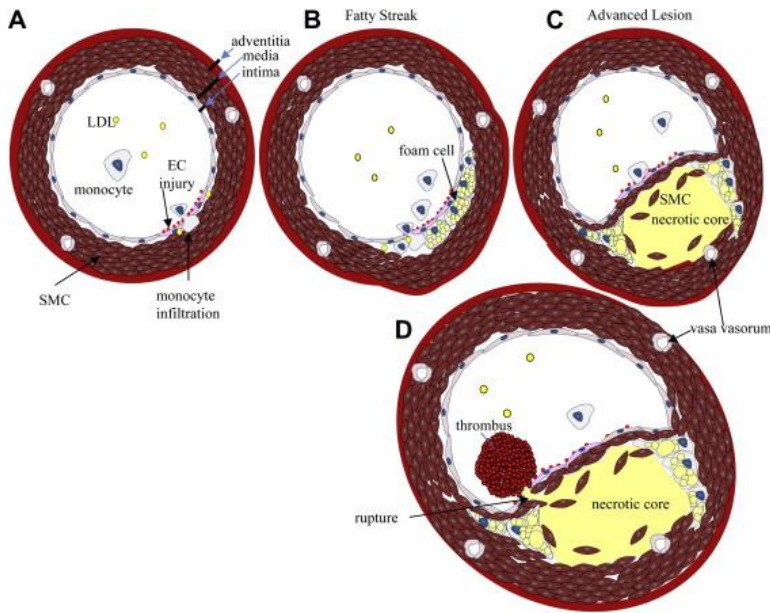 A
adventitia
media
intima
LDL
monocyte
EC
injury
SMC
monocyte
infiltration
Fatty Streak
B
foam cell
Advanced Lesion
C
SMC
necrotic core
vasa vasorum
D
thrombus
necrotic core
rupture